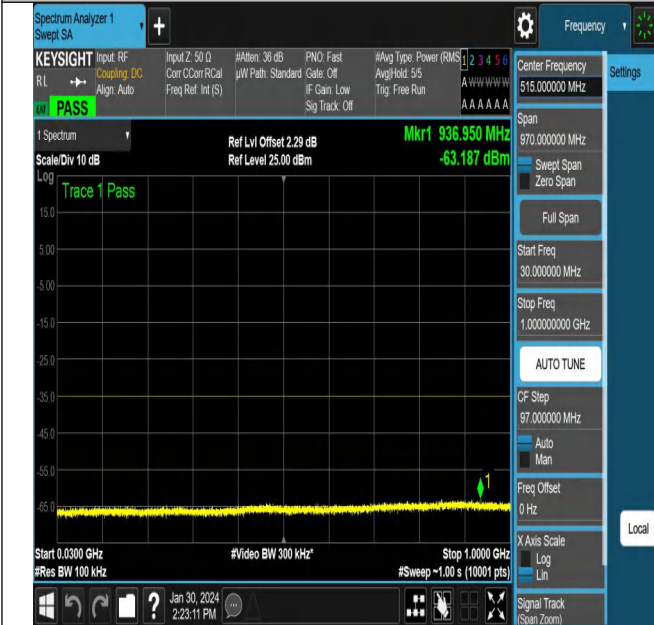 Spectrum Analyzer 1
Swept SA
+
Frequency
KEYSIGHT
RL
PASS
Input: RF
Coupling: DC
Align: Auto
Input Z: 50 Ω
Corr CCorr RCal
Freq Ref: Int (S)
#Atten: 36 dB
µW Path: Standard
PNO: Fast
Gate: Off
IF Gain: Low
Sig Track: Off
#Avg Type: Power (RMS
Avg|Hold: 5/5
Trig: Free Run
1 2 3 4 5 6
A W W W W W
A A A A A A
1 Spectrum
Scale/Div 10 dB
Ref Lvl Offset 2.29 dB
Ref Level 25.00 dBm
Mkr1 936.950 MHz
-63.187 dBm
Log
Trace 1 Pass
15.0
5.00
-5.00
-15.0
-25.0
-35.0
-45.0
-55.0
-65.0
1
Start 0.0300 GHz
#Res BW 100 kHz
#Video BW 300 kHz*
Stop 1.0000 GHz
#Sweep ~1.00 s (10001 pts)
?
Jan 30, 2024
2:23:11 PM
Center Frequency
515.000000 MHz
Span
970.000000 MHz
Swept Span
Zero Span
Full Span
Start Freq
30.000000 MHz
Stop Freq
1.000000000 GHz
AUTO TUNE
CF Step
97.000000 MHz
Auto
Man
Freq Offset
0 Hz
X Axis Scale
Log
Lin
Signal Track
(Span Zoom)
Settings
Local